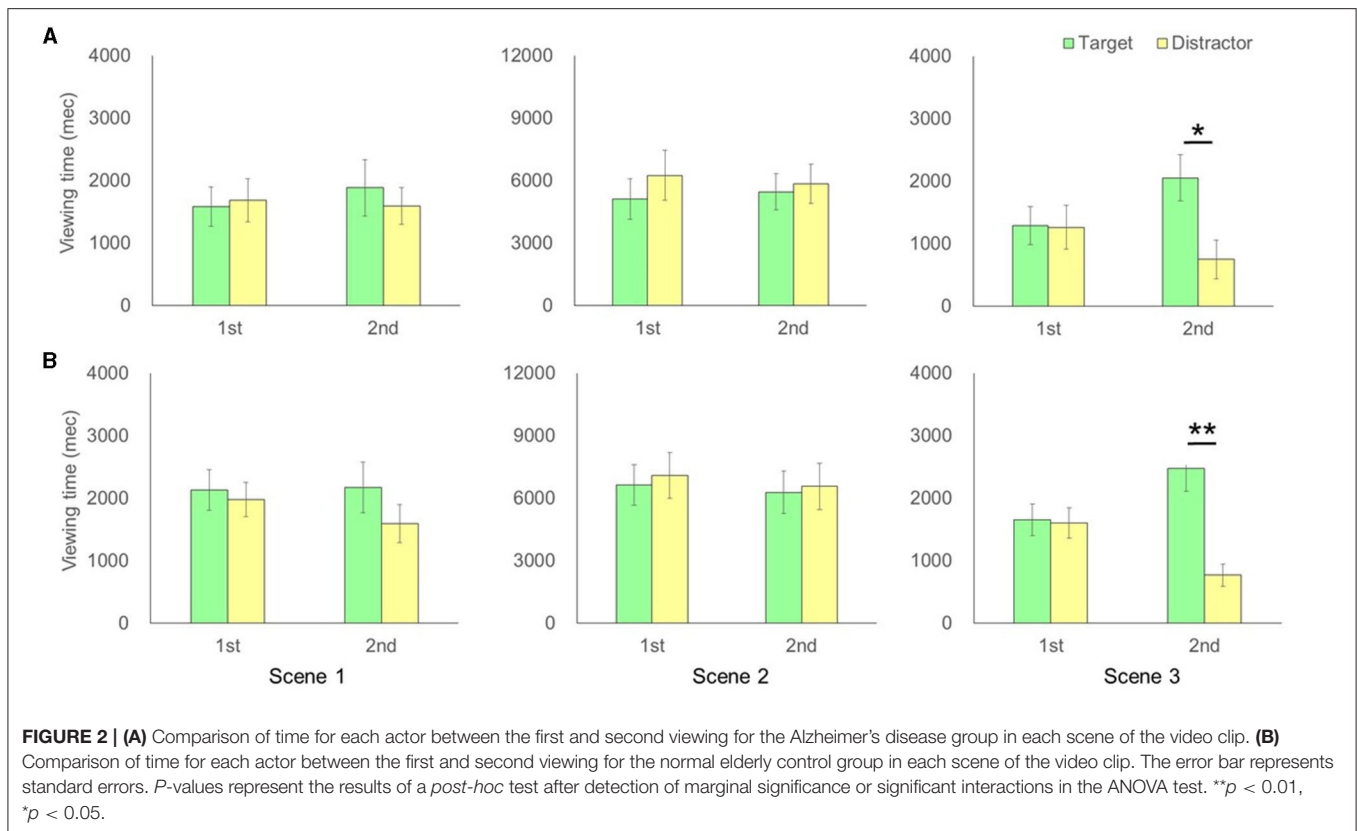 A
Target Distractor
4000 12000 4000
3000 9000 3000
2000 6000 2000
1000 3000 1000
0 0 0
Viewing time (mec)
*
1st 2nd 1st 2nd 1st 2nd
B
4000 12000 4000
3000 9000 3000
2000 6000 2000
1000 3000 1000
0 0 0
Viewing time (mec)
**
1st 2nd 1st 2nd 1st 2nd
Scene 1 Scene 2 Scene 3
FIGURE 2 | (A) Comparison of time for each actor between the first and second viewing for the Alzheimer's disease group in each scene of the video clip. (B)
Comparison of time for each actor between the first and second viewing for the normal elderly control group in each scene of the video clip. The error bar represents
standard errors. P-values represent the results of a post-hoc test after detection of marginal significance or significant interactions in the ANOVA test. **p < 0.01,
*p < 0.05.